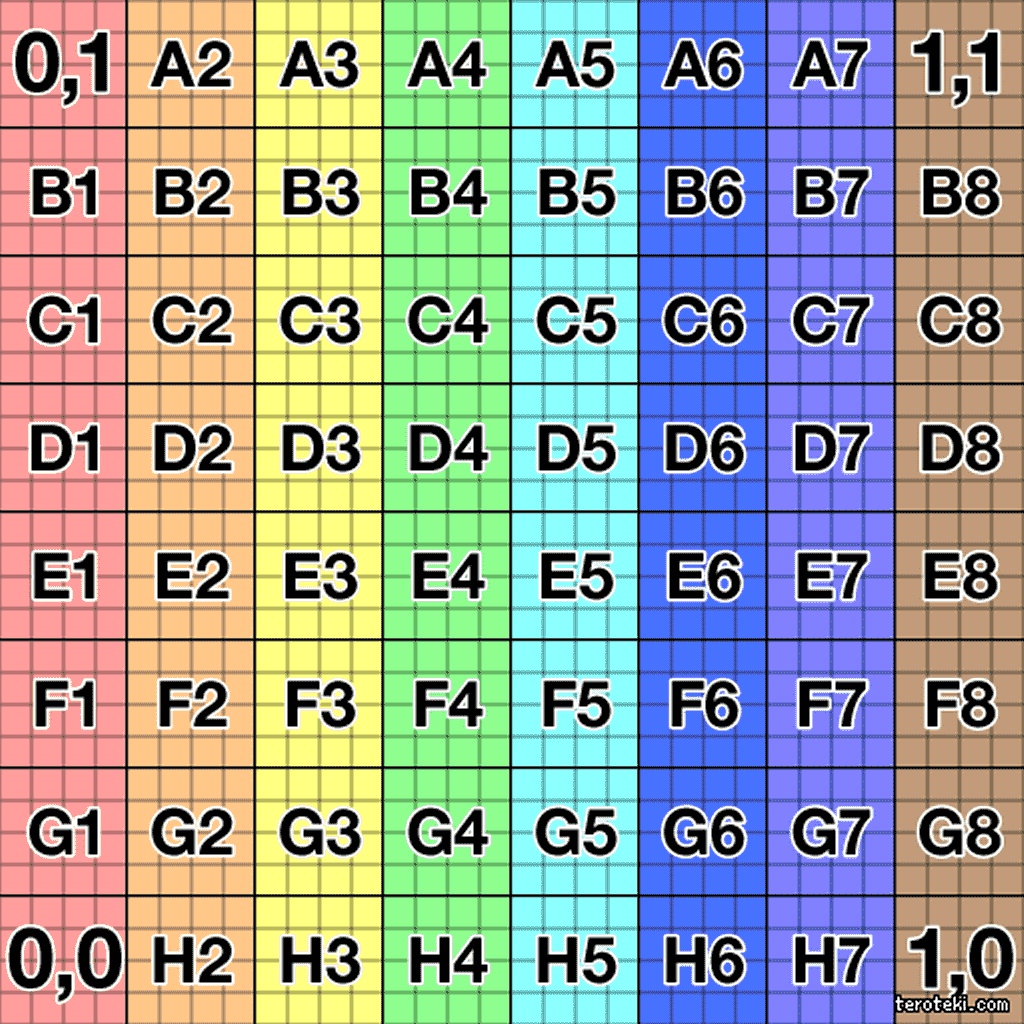 0,1 A2 A3 A4 A5 A6 A7 1,1
B1 B2 B3 B4 B5 B6 B7 B8
C1 C2 C3 C4 C5 C6 C7 C8
D1 D2 D3 D4 D5 D6 D7 D8
E1 E2 E3 E4 E5 E6 E7 E8
F1 F2 F3 F4 F5 F6 F7 F8
G1 G2 G3 G4 G5 G6 G7 G8
0,0 H2 H3 H4 H5 H6 H7 1,0
teroteki.com